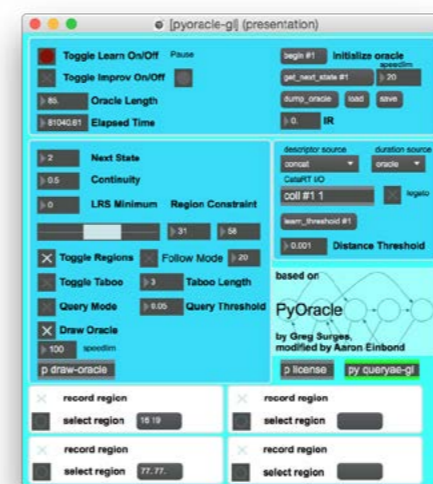 [pyoracle-gl] (presentation)
Toggle Learn On/Off Pause
Toggle Improv On/Off
85. Oracle Length
81040.61 Elapsed Time
begin #1 Initialize oracle
speedlim
get_next_state #1 20
dump_oracle load save
0. IR
2 Next State
0.5 Continuity
0 LRS Minimum Region Constraint
31 58
Toggle Regions Follow Mode 20
Toggle Taboo 3 Taboo Length
Query Mode 0.05 Query Threshold
Draw Oracle
100 speedlim
p draw-oracle
descriptor source duration source
concat oracle
CataRT I/O
coll #1 1 legato
learn_threshold #1
0.001 Distance Threshold
based on
PyOracle
by Greg Surges,
modified by Aaron Einbond
p license py queryae-gl
record region
select region 16 19
record region
select region
record region
select region 77. 77.
record region
select region